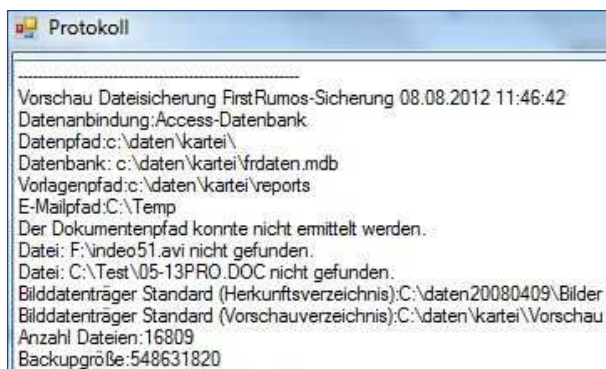 Protokoll
--------------------------------------------------------
Vorschau Dateisicherung FirstRumos-Sicherung 08.08.2012 11:46:42
Datenanbindung:Access-Datenbank
Datenpfad:c:\daten\kartei\
Datenbank: c:\daten\kartei\frdaten.mdb
Vorlagenpfad:c:\daten\kartei\reports
E-Mailpfad:C:\Temp
Der Dokumentenpfad konnte nicht ermittelt werden.
Datei: F:\indeo51.avi nicht gefunden.
Datei: C:\Test\05-13PRO.DOC nicht gefunden.
Bilddatenträger Standard (Herkunftsverzeichnis):C:\daten20080409\Bilder
Bilddatenträger Standard (Vorschauverzeichnis):C:\daten\kartei\Vorschau
Anzahl Dateien:16809
Backupgröße:548631820